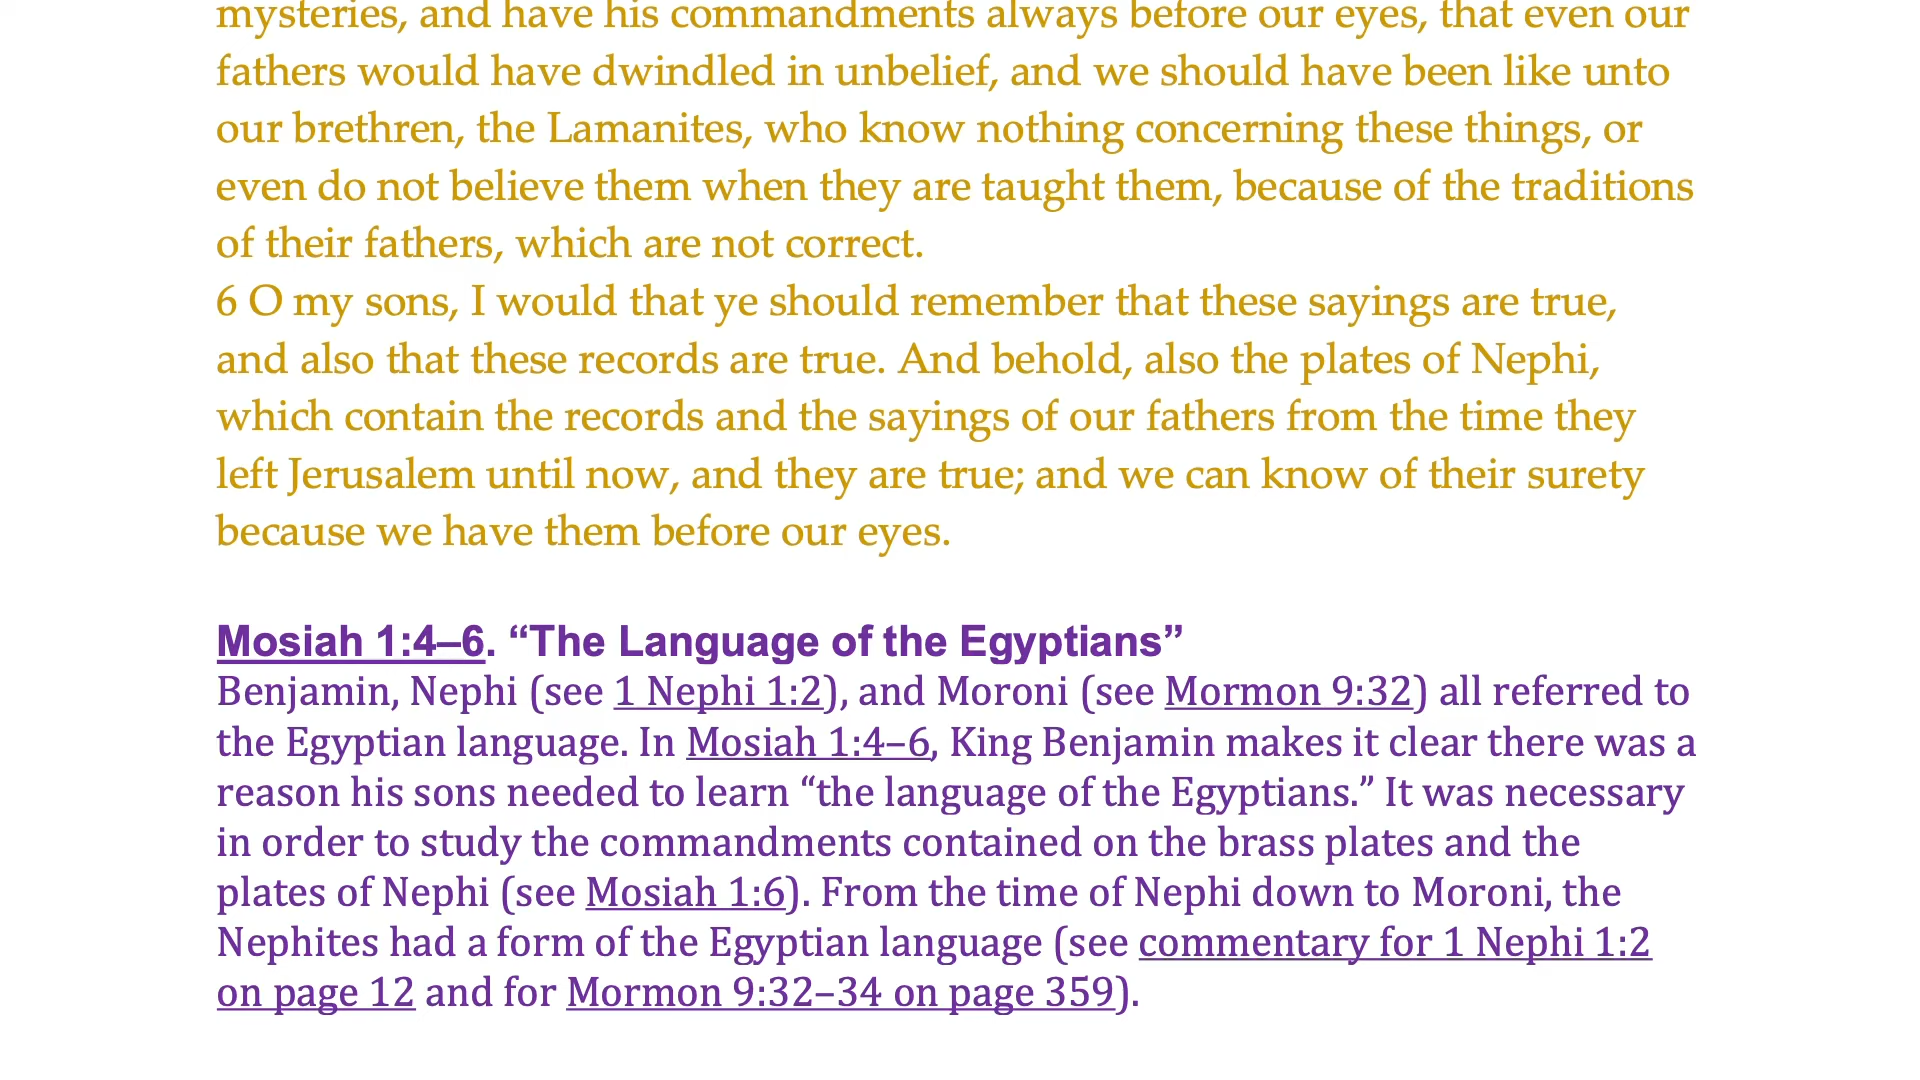 mysteries, and have his commandments always before our eyes, that even our
fathers would have dwindled in unbelief, and we should have been like unto
our brethren, the Lamanites, who know nothing concerning these things, or
even do not believe them when they are taught them, because of the traditions
of their fathers, which are not correct.
6 O my sons, I would that ye should remember that these sayings are true,
and also that these records are true. And behold, also the plates of Nephi,
which contain the records and the sayings of our fathers from the time they
left Jerusalem until now, and they are true; and we can know of their surety
because we have them before our eyes.
Mosiah 1:4–6. “The Language of the Egyptians”
Benjamin, Nephi (see 1 Nephi 1:2), and Moroni (see Mormon 9:32) all referred to
the Egyptian language. In Mosiah 1:4–6, King Benjamin makes it clear there was a
reason his sons needed to learn “the language of the Egyptians.” It was necessary
in order to study the commandments contained on the brass plates and the
plates of Nephi (see Mosiah 1:6). From the time of Nephi down to Moroni, the
Nephites had a form of the Egyptian language (see commentary for 1 Nephi 1:2
on page 12 and for Mormon 9:32–34 on page 359).